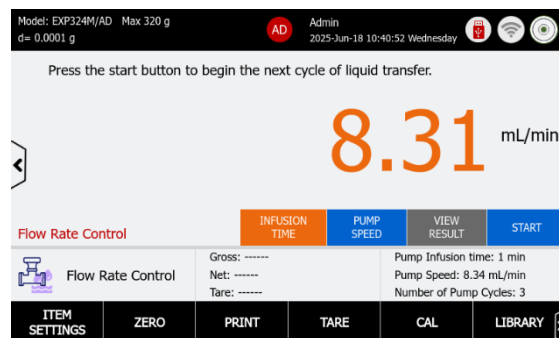 Model: EXP324M/AD Max 320 g
d= 0.0001 g
AD
Admin
2025-Jun-18 10:40:52 Wednesday
Press the start button to begin the next cycle of liquid transfer.
8.31 mL/min
Flow Rate Control
INFUSION
TIME
PUMP
SPEED
VIEW
RESULT
START
Flow Rate Control
Gross: ------
Net: ------
Tare: ------
Pump Infusion time: 1 min
Pump Speed: 8.34 mL/min
Number of Pump Cycles: 3
ITEM
SETTINGS
ZERO
PRINT
TARE
CAL
LIBRARY